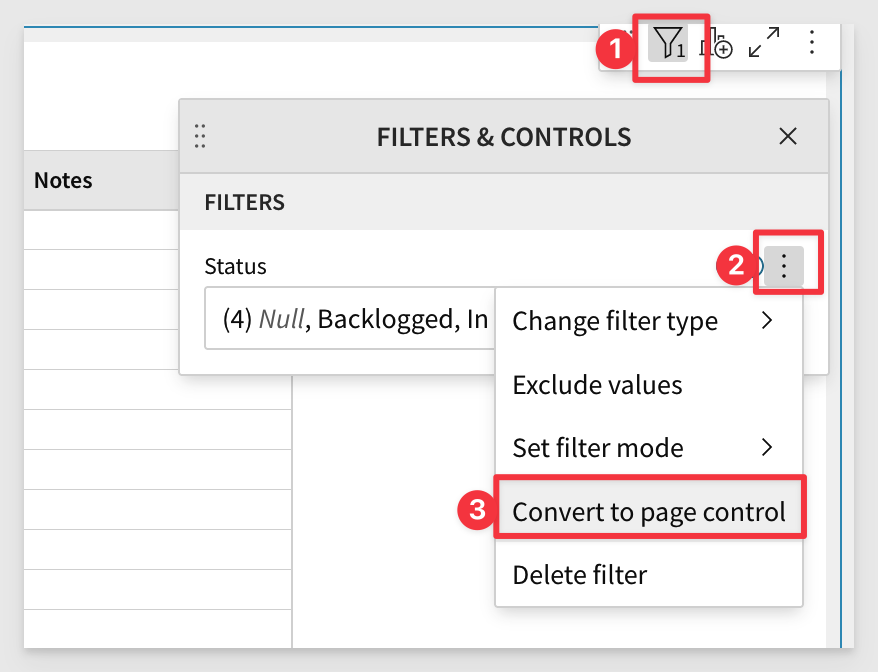 1
1
FILTERS & CONTROLS
Notes
FILTERS
Status
2
(4) Null, Backlogged, In
Change filter type
Exclude values
Set filter mode
3
Convert to page control
Delete filter